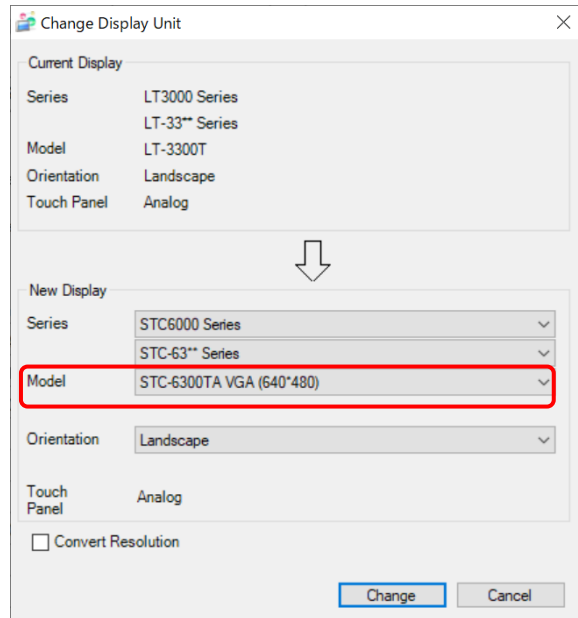 Change Display Unit
Current Display
Series LT3000 Series
LT-33** Series
Model LT-3300T
Orientation Landscape
Touch Panel Analog
New Display
Series STC6000 Series
STC-63** Series
Model STC-6300TA VGA (640*480)
Orientation Landscape
Touch
Panel Analog
Convert Resolution
Change Cancel